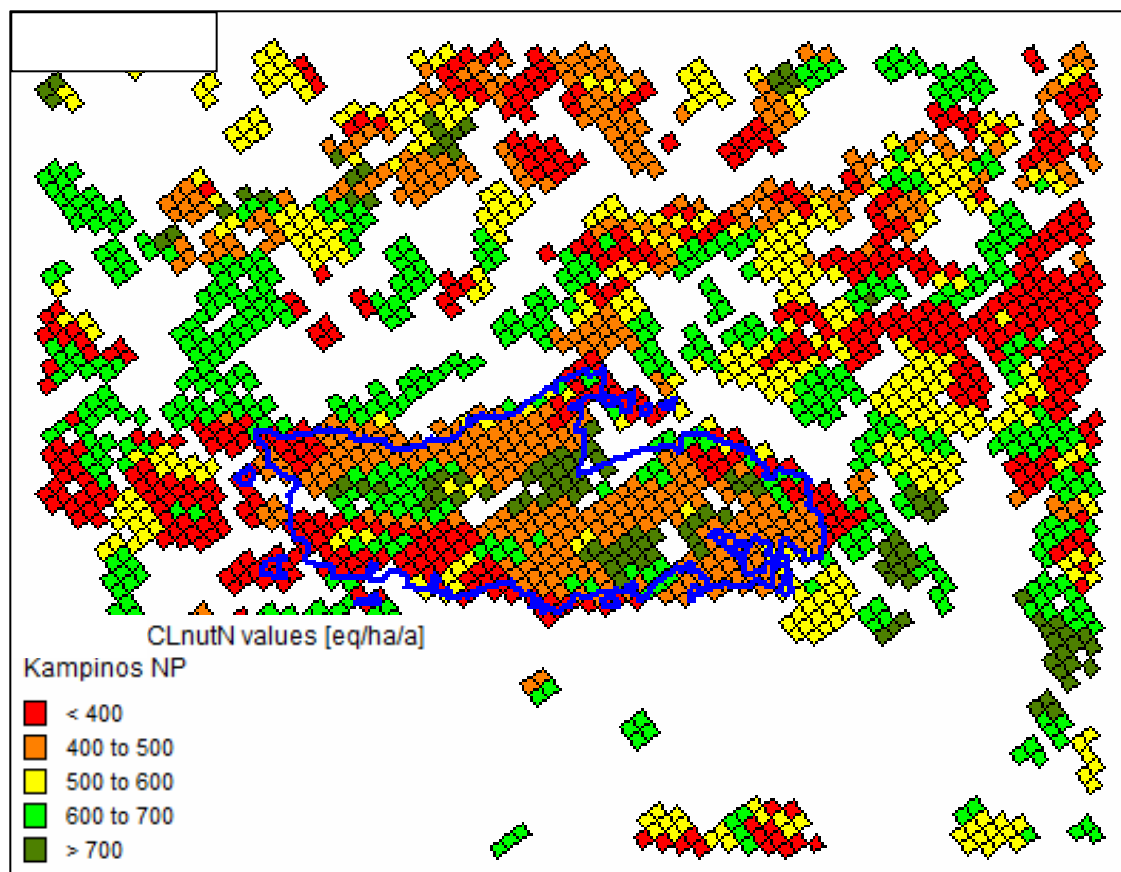 CLnutN values [eq/ha/a]
Kampinos NP
< 400
400 to 500
500 to 600
600 to 700
> 700